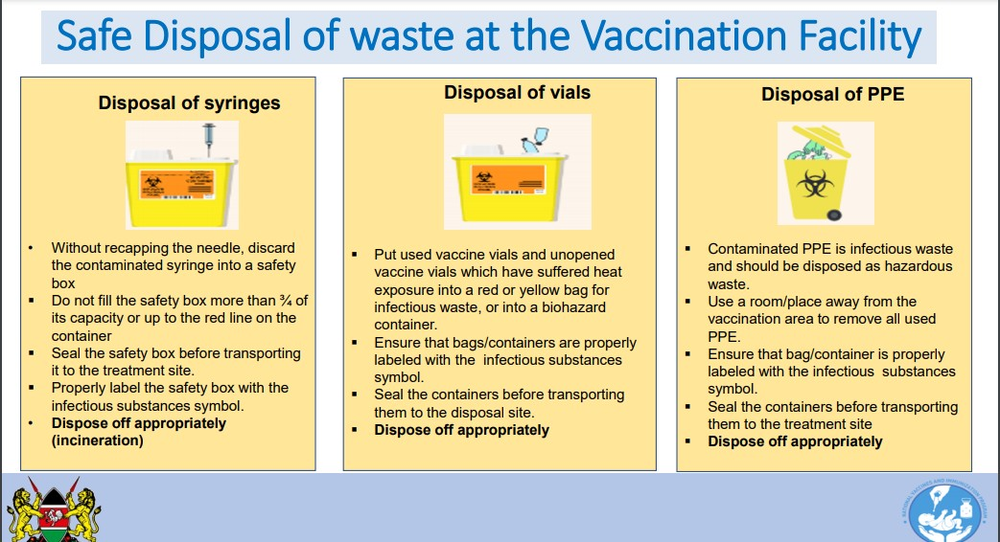 Safe Disposal of waste at the Vaccination Facility
Disposal of syringes
• Without recapping the needle, discard
the contaminated syringe into a safety
box
▪ Do not fill the safety box more than ¾ of
its capacity or up to the red line on the
container
▪ Seal the safety box before transporting
it to the treatment site.
▪ Properly label the safety box with the
infectious substances symbol.
• Dispose off appropriately
(incineration)
Disposal of vials
▪ Put used vaccine vials and unopened
vaccine vials which have suffered heat
exposure into a red or yellow bag for
infectious waste, or into a biohazard
container.
▪ Ensure that bags/containers are properly
labeled with the infectious substances
symbol.
▪ Seal the containers before transporting
them to the disposal site.
▪ Dispose off appropriately
Disposal of PPE
▪ Contaminated PPE is infectious waste
and should be disposed as hazardous
waste.
▪ Use a room/place away from the
vaccination area to remove all used
PPE.
▪ Ensure that bag/container is properly
labeled with the infectious substances
symbol.
▪ Seal the containers before transporting
them to the treatment site
▪ Dispose off appropriately